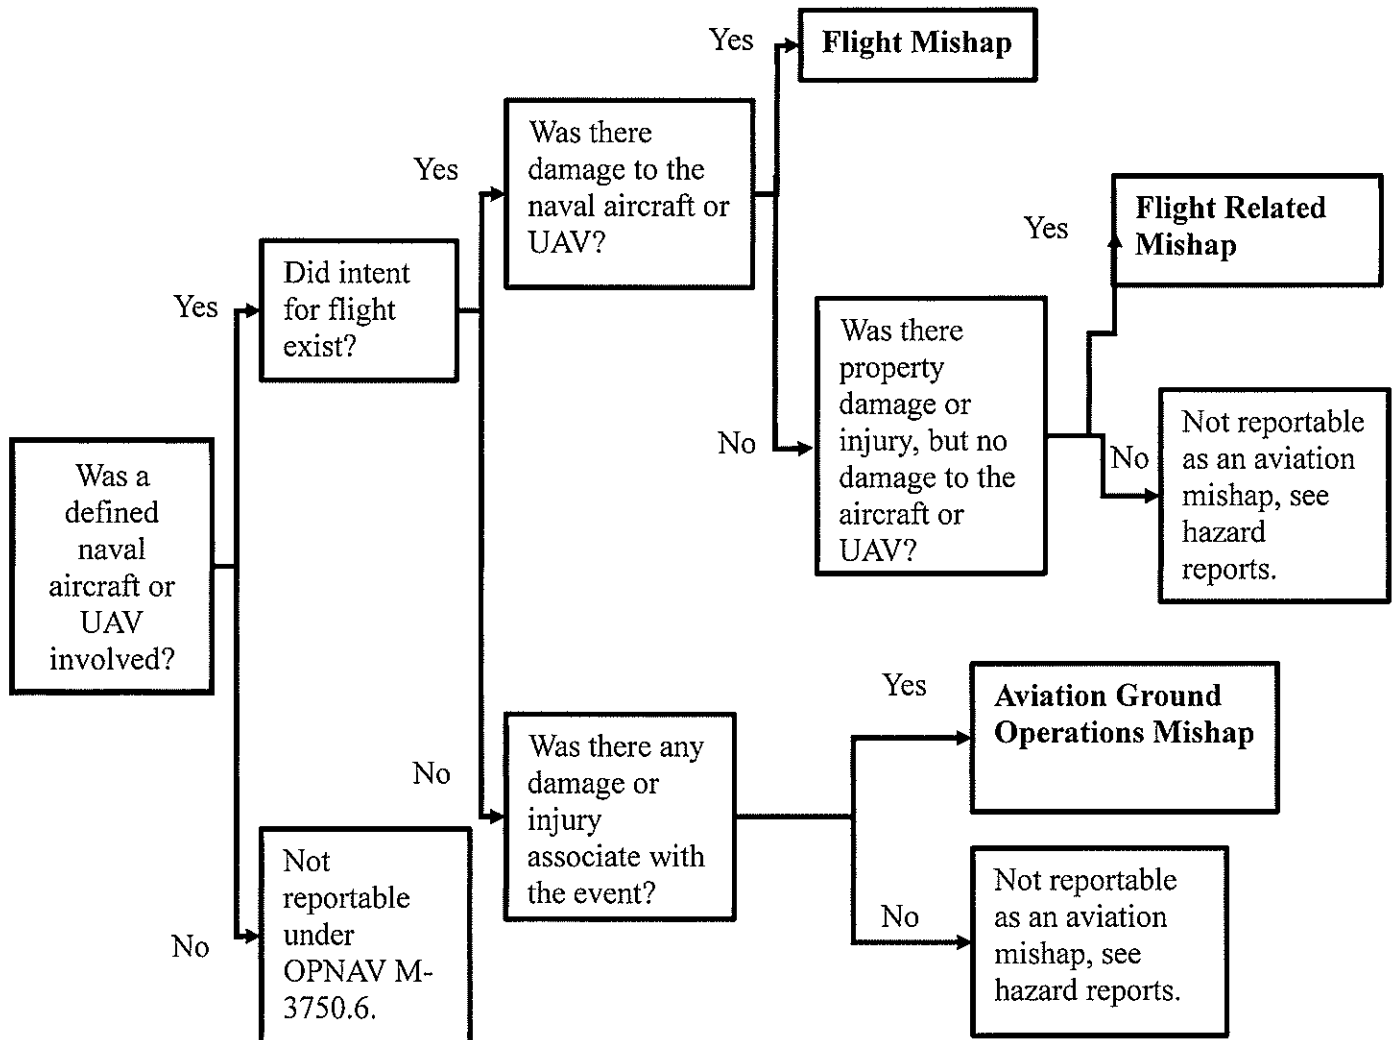 Yes
Flight Mishap
Was there
damage to the
naval aircraft or
UAV?
Yes
Flight Related
Mishap
Yes
Did intent
for flight
exist?
Yes
Was there
property
damage or
injury, but no
damage to the
aircraft or
UAV?
No
Not reportable
as an aviation
mishap, see
hazard
reports.
No
Was a
defined
naval
aircraft or
UAV
involved?
Yes
Aviation Ground
Operations Mishap
Was there any
damage or
injury
associate with
the event?
No
Not
reportable
under
OPNAV M-
3750.6.
No
Not reportable
as an aviation
mishap, see
hazard reports.
No